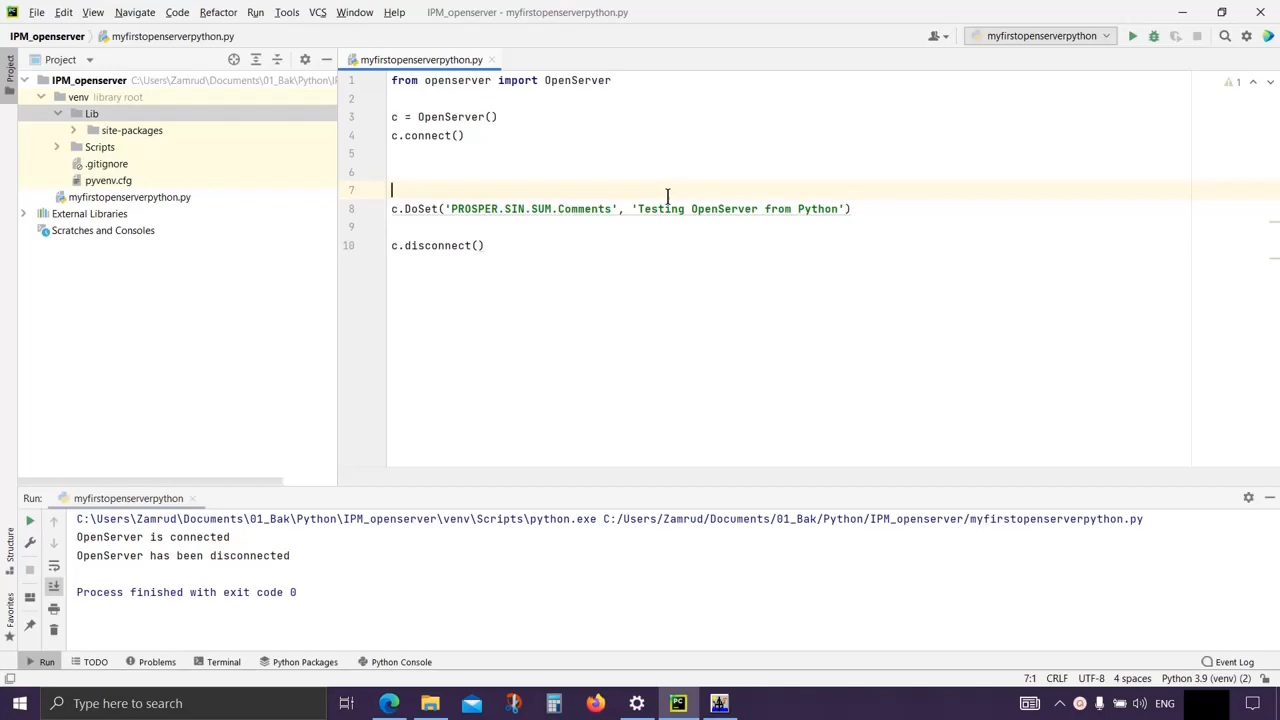 File Edit View Navigate Code Refactor Run Tools VCS Window Help IPM_openserver - myfirstopenserverpython.py
IPM_openserver myfirstopenserverpython.py myfirstopenserverpython
Project
Project
myfirstopenserverpython.py
IPM_openserver C:\Users\Zamrud\Documents\01_Bak\Python\I
venv library root
Lib
site-packages
Scripts
.gitignore
pyvenv.cfg
myfirstopenserverpython.py
External Libraries
Scratches and Consoles
1 from openserver import OpenServer
2
3 c = OpenServer()
4 c.connect()
5
6
7
8 c.DoSet('PROSPER.SIN.SUM.Comments', 'Testing OpenServer from Python')
9
10 c.disconnect()
1
Run: myfirstopenserverpython
C:\Users\Zamrud\Documents\01_Bak\Python\IPM_openserver\venv\Scripts\python.exe C:/Users/Zamrud/Documents/01_Bak/Python/IPM_openserver/myfirstopenserverpython.py
OpenServer is connected
OpenServer has been disconnected
Process finished with exit code 0
Structure
Favorites
Run TODO Problems Terminal Python Packages Python Console Event Log
7:1 CRLF UTF-8 4 spaces Python 3.9 (venv) (2)
Type here to search
PC
ENG